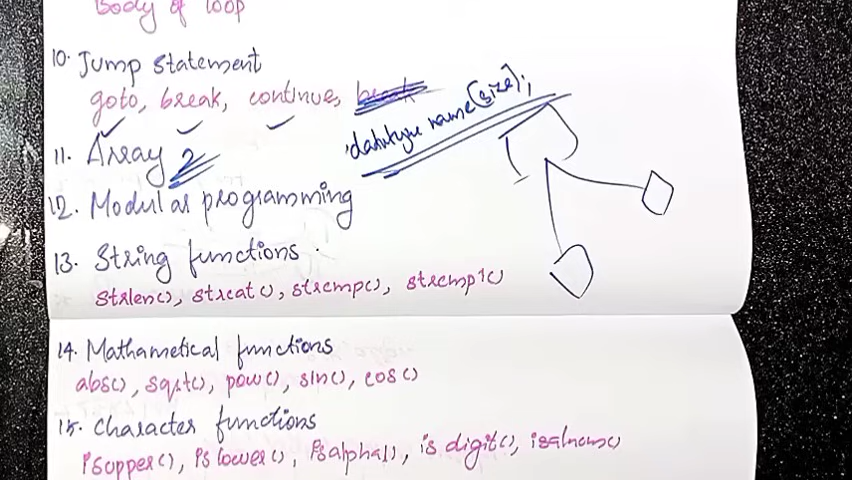 Body of loop
10. Jump statement
goto, break, continue, break
datatype name[size];
11. Array 2
12. Modular programming
13. String functions
strlen(), strcat(), strcmp(), strcmpi()
14. Mathametical functions
abs(), sqrt(), pow(), sin(), cos()
15. Character functions
isupper(), islower(), isalpha(), isdigit(), isalnum()